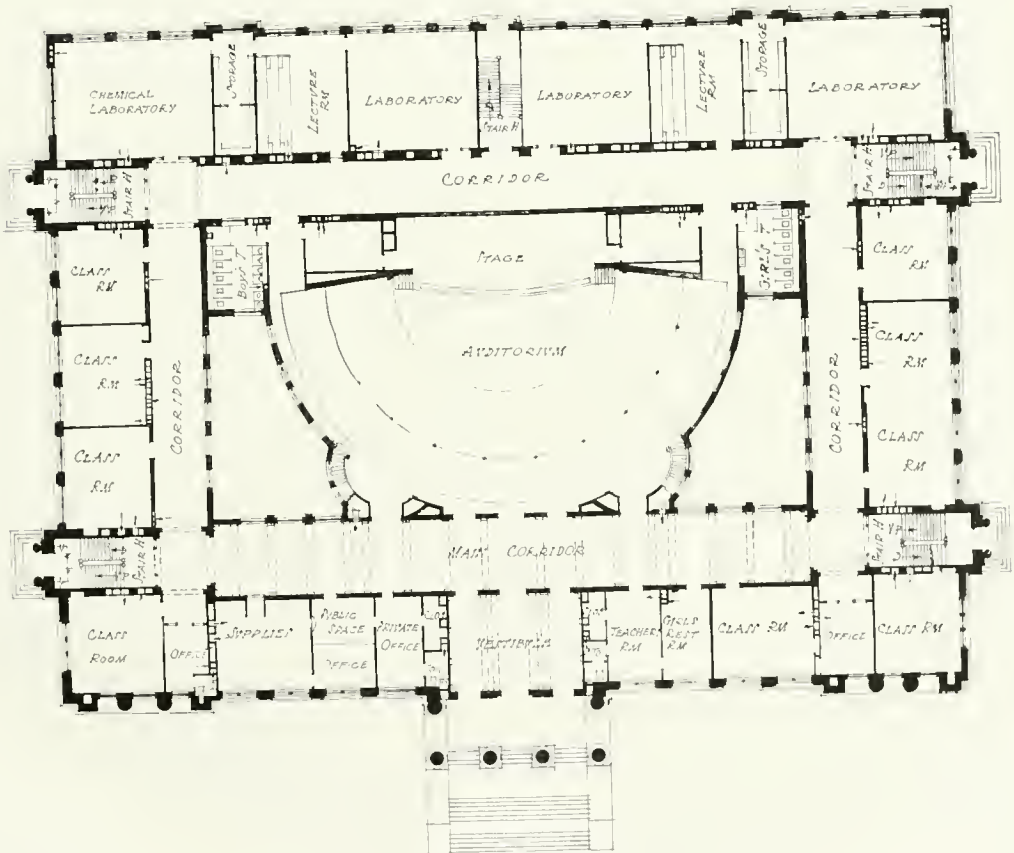 CHEMICAL
LABORATORY
STORAGE
LECTURE
RM
LABORATORY
STAIR H
LABORATORY
LECTURE
RM
STORAGE
LABORATORY
STAIR H
CORRIDOR
STAIR H
CLASS
RM
BOYS T
STAGE
GIRLS' T
CLASS
RM
CLASS
RM
CORRIDOR
AUDITORIUM
CORRIDOR
CLASS
RM
CLASS
RM
CLASS
RM
STAIR H
MAIN CORRIDOR
STAIR H
UP
CLASS
ROOM
OFFICE
SUPPLIES
PUBLIC
SPACE
OFFICE
PRIVATE
OFFICE
CLOS
VESTIBULE
CLOS
TEACHERS
RM
GIRLS
REST
RM
CLASS RM
OFFICE
CLASS RM